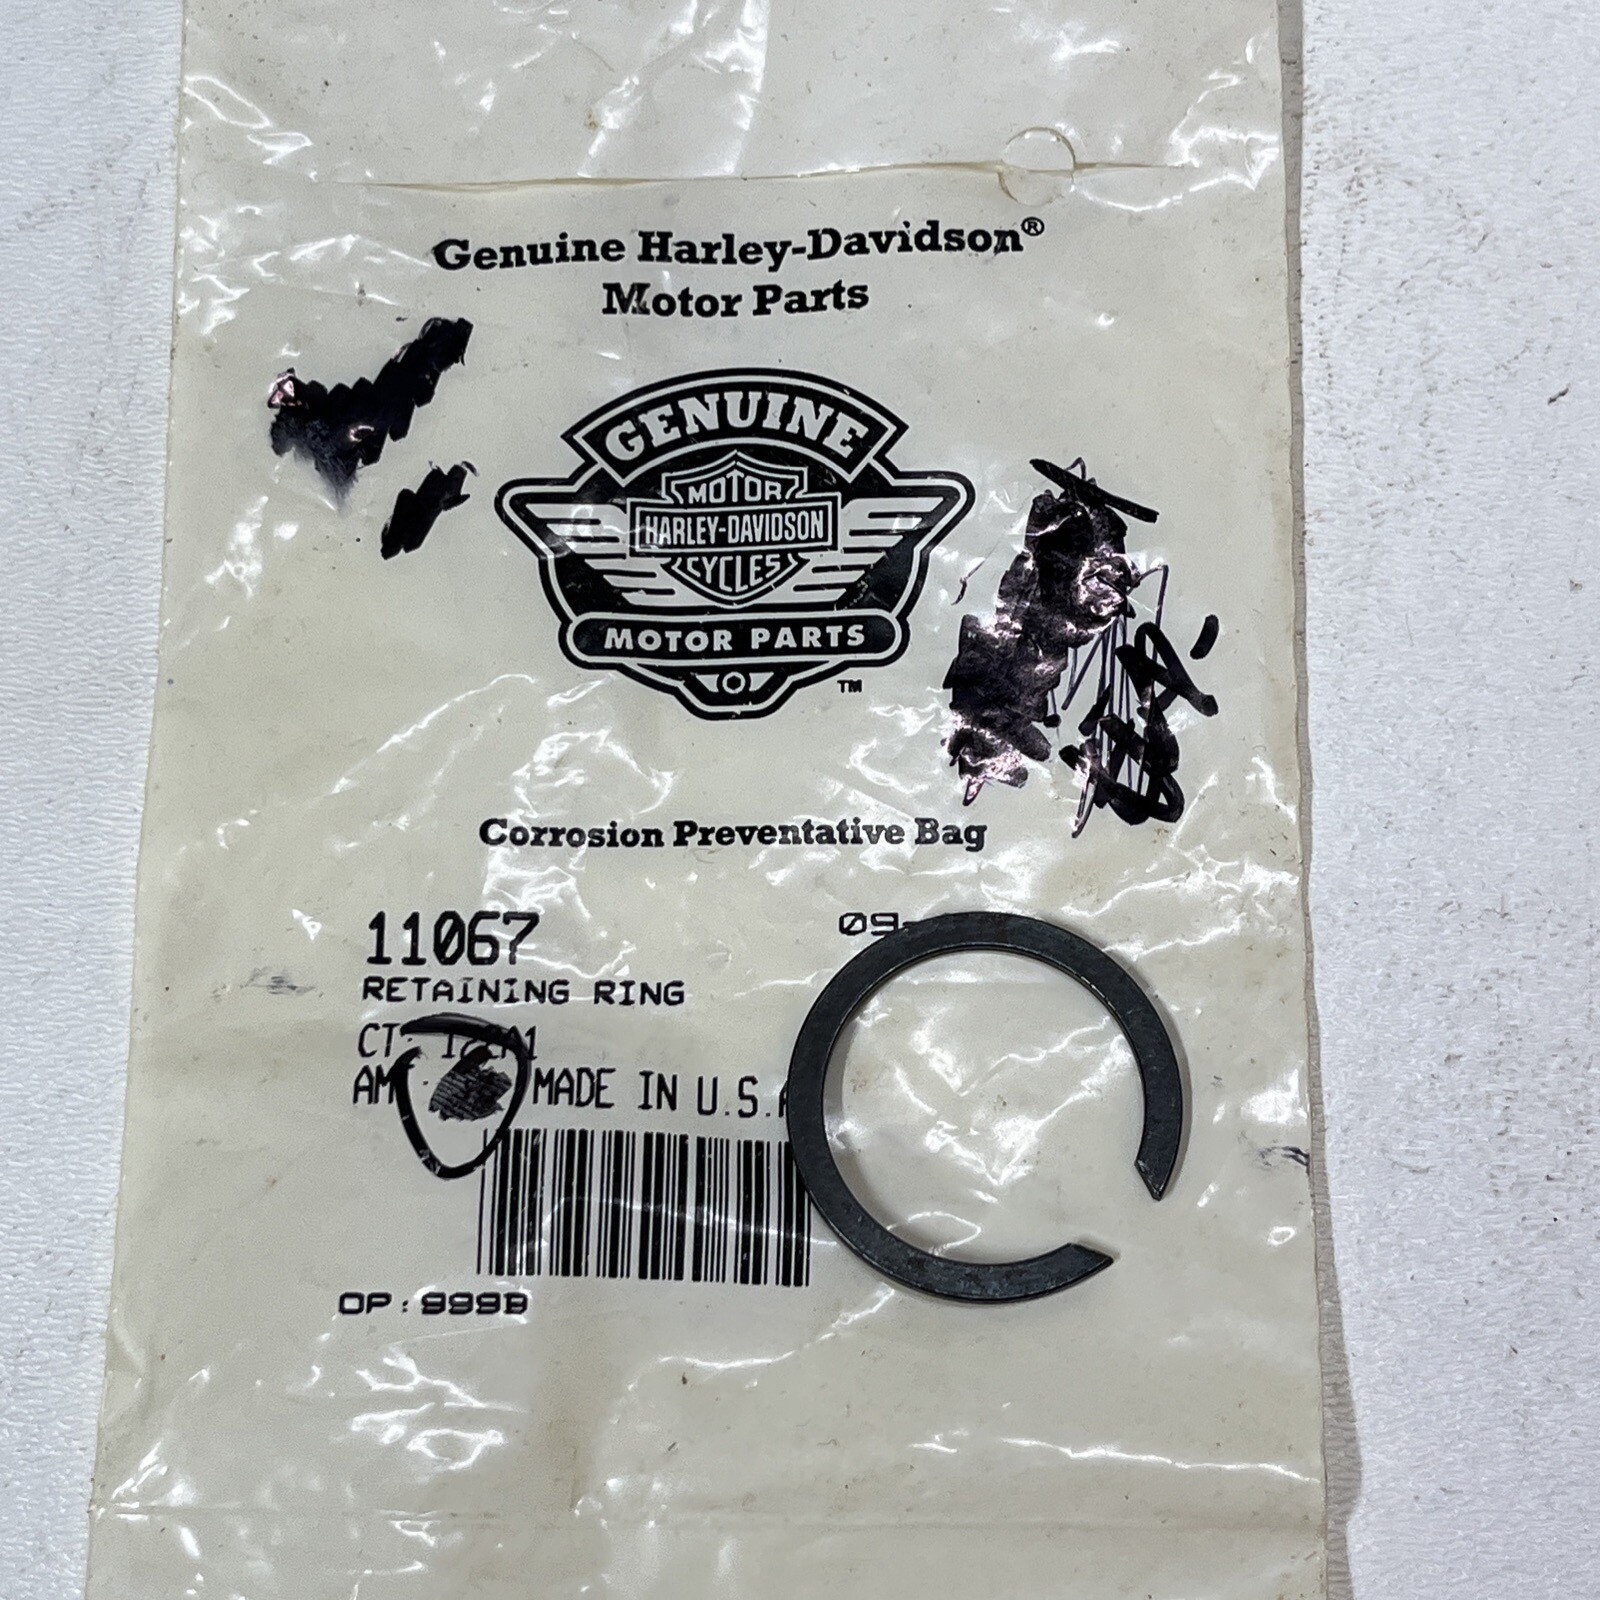 Genuine Harley-Davidson®
Motor Parts
GENUINE
MOTOR
HARLEY-DAVIDSON
CYCLES
MOTOR PARTS
TM
Corrosion Preventative Bag
11067
RETAINING RING
MADE IN U.S.
OP:999B